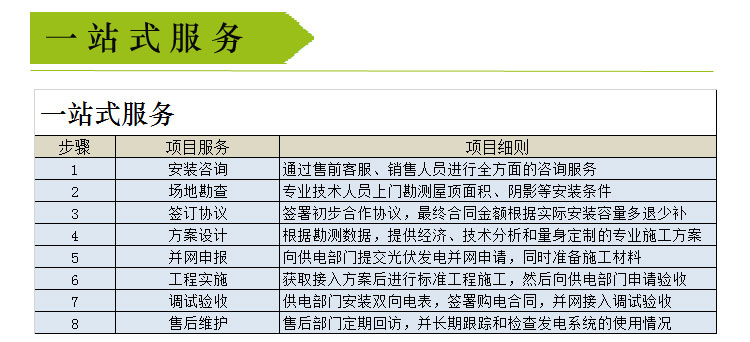 一站式服务
一站式服务
步骤 项目服务 项目细则
1 安装咨询 通过售前客服、销售人员进行全方面的咨询服务
2 场地勘查 专业技术人员上门勘测屋顶面积、阴影等安装条件
3 签订协议 签署初步合作协议，最终合同金额根据实际安装容量多退少补
4 方案设计 根据勘测数据，提供经济、技术分析和量身定制的专业施工方案
5 并网申报 向供电部门提交光伏发电并网申请，同时准备施工材料
6 工程实施 获取接入方案后进行标准工程施工，然后向供电部门申请验收
7 调试验收 供电部门安装双向电表，签署购电合同，并网接入调试验收
8 售后维护 售后部门定期回访，并长期跟踪和检查发电系统的使用情况